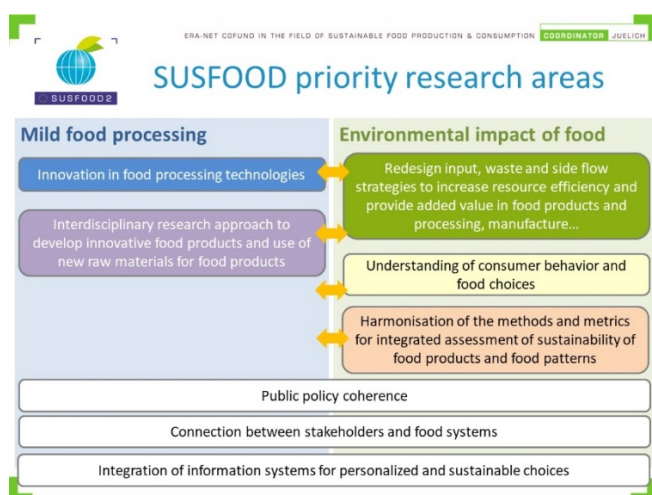 ERA-NET COFUND IN THE FIELD OF SUSTAINABLE FOOD PRODUCTION & CONSUMPTION COORDINATOR JUELICH
SUSFOOD2
SUSFOOD priority research areas
Mild food processing
Innovation in food processing technologies
Interdisciplinary research approach to
develop innovative food products and use of
new raw materials for food products
Environmental impact of food
Redesign input, waste and side flow
strategies to increase resource efficiency and
provide added value in food products and
processing, manufacture...
Understanding of consumer behavior and
food choices
Harmonisation of the methods and metrics
for integrated assessment of sustainability of
food products and food patterns
Public policy coherence
Connection between stakeholders and food systems
Integration of information systems for personalized and sustainable choices